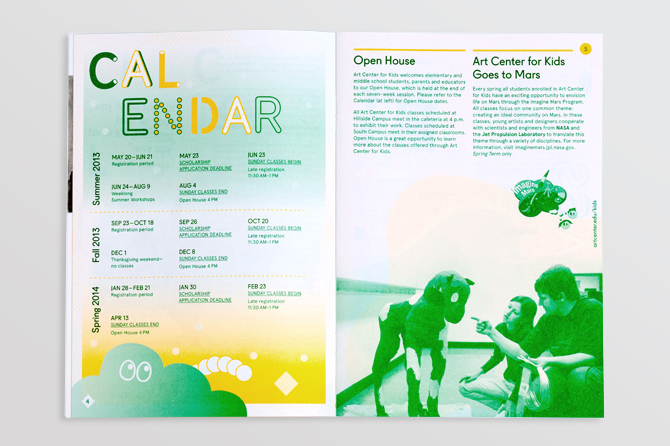 CAL
ENDAR
Summer 2013
MAY 20–JUN 21
Registration period
MAY 23
SCHOLARSHIP
APPLICATION DEADLINE
JUN 23
SUNDAY CLASSES BEGIN
Late registration
11:30 AM–1 PM
JUN 24–AUG 9
Weeklong
Summer Workshops
AUG 4
SUNDAY CLASSES END
Open House 4 PM
Fall 2013
SEP 23–OCT 18
Registration period
SEP 26
SCHOLARSHIP
APPLICATION DEADLINE
OCT 20
SUNDAY CLASSES BEGIN
Late registration
11:30 AM–1 PM
DEC 1
Thanksgiving weekend–
no classes
DEC 8
SUNDAY CLASSES END
Open House 4 PM
Spring 2014
JAN 28–FEB 21
Registration period
JAN 30
SCHOLARSHIP
APPLICATION DEADLINE
FEB 23
SUNDAY CLASSES BEGIN
Late registration
11:30 AM–1 PM
APR 13
SUNDAY CLASSES END
Open House 4 PM
4
Open House
Art Center for Kids welcomes elementary and
middle school students, parents and educators
to our Open House, which is held at the end of
each seven-week session. Please refer to the
Calendar (at left) for Open House dates.
All Art Center for Kids classes scheduled at
Hillside Campus meet in the cafeteria at 4 p.m.
to exhibit their work. Classes scheduled at
South Campus meet in their assigned classrooms.
Open House is a great opportunity to learn
more about the classes offered through Art
Center for Kids.
5
Art Center for Kids
Goes to Mars
Every spring all students enrolled in Art Center
for Kids have an exciting opportunity to envision
life on Mars through the Imagine Mars Program.
All classes focus on one common theme:
creating an ideal community on Mars. In these
classes, young artists and designers cooperate
with scientists and engineers from NASA and
the Jet Propulsion Laboratory to translate this
theme through a variety of disciplines. For more
information, visit imaginemars.jpl.nasa.gov.
Spring Term only
imagine
Mars
artcenter.edu/kids